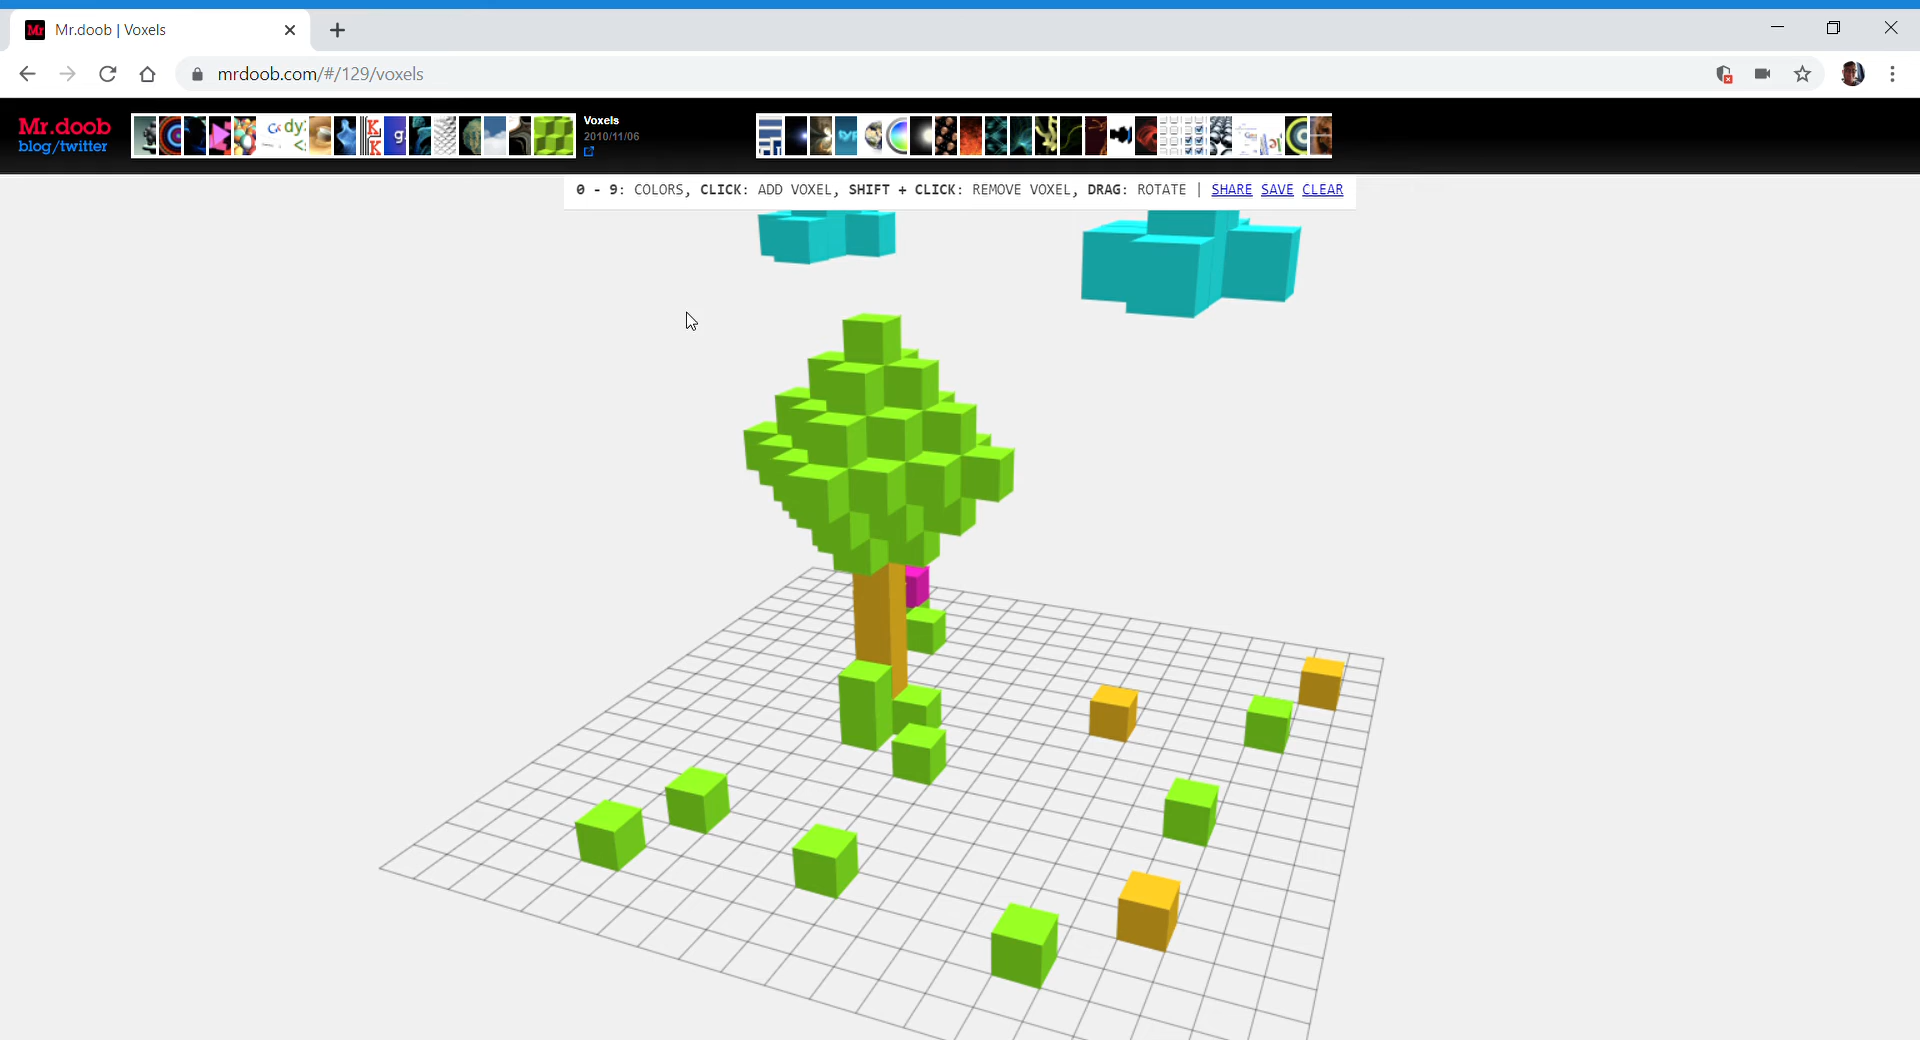 Mr.doob | Voxels
mrdoob.com/#/129/voxels
Mr.doob
blog/twitter
Voxels
2010/11/06
0 - 9: COLORS, CLICK: ADD VOXEL, SHIFT + CLICK: REMOVE VOXEL, DRAG: ROTATE | SHARE SAVE CLEAR